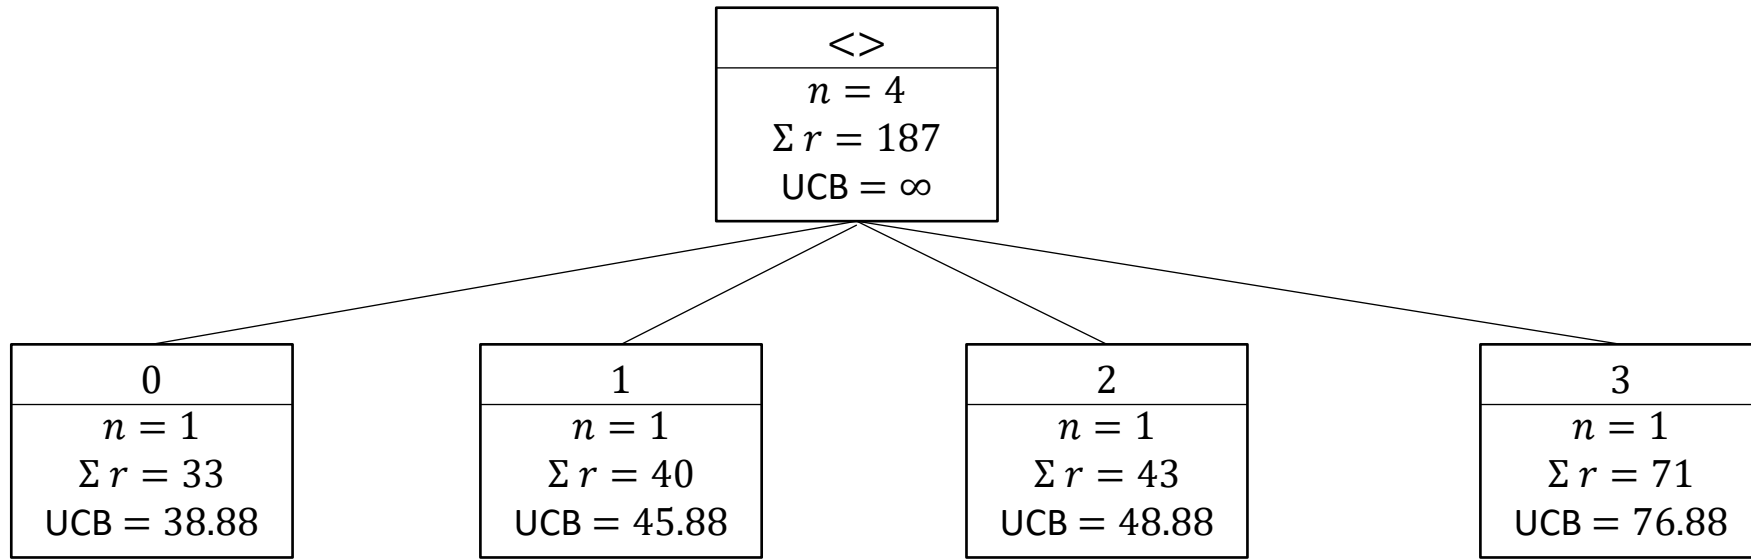 <>
n = 4
Σ r = 187
UCB = ∞
0
n = 1
Σ r = 33
UCB = 38.88
1
n = 1
Σ r = 40
UCB = 45.88
2
n = 1
Σ r = 43
UCB = 48.88
3
n = 1
Σ r = 71
UCB = 76.88